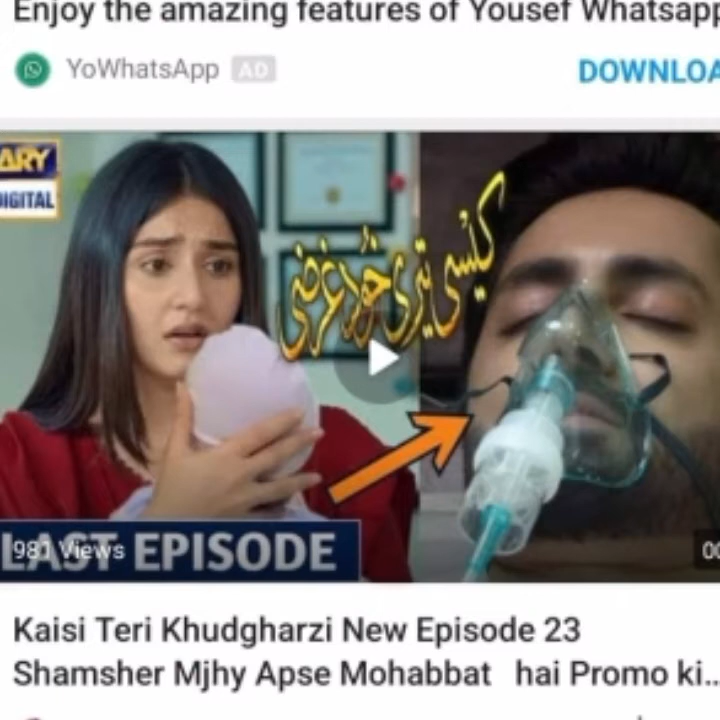 Enjoy the amazing features of Yousef Whatsapp
YoWhatsApp AD
DOWNLOA
ARY
DIGITAL
کیسی تیری خودغرضی
LAST EPISODE
981 Views
00
Kaisi Teri Khudgharzi New Episode 23
Shamsher Mjhy Apse Mohabbat hai Promo ki...